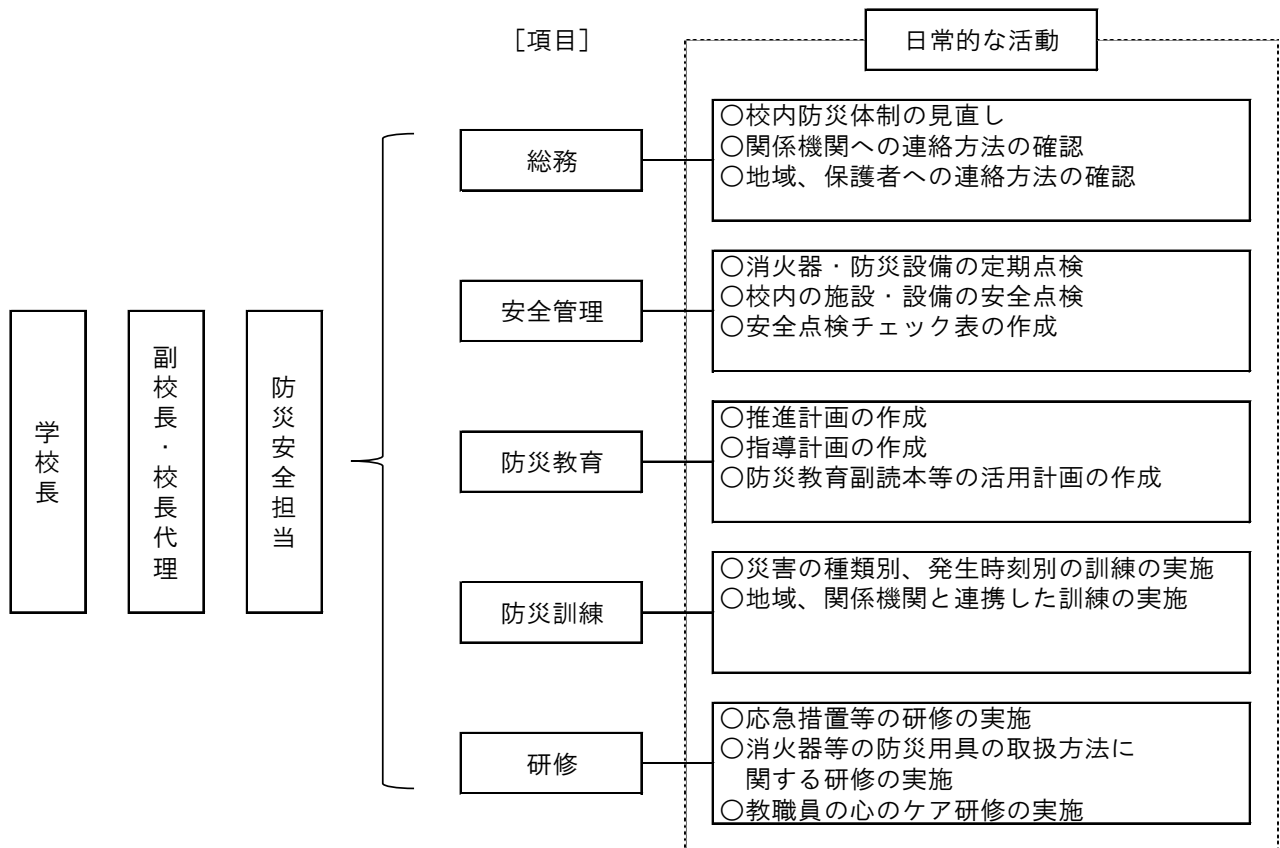 ［項目］
日常的な活動
学校長
副校長・校長代理
防災安全担当
総務
○校内防災体制の見直し
○関係機関への連絡方法の確認
○地域、保護者への連絡方法の確認
安全管理
○消火器・防災設備の定期点検
○校内の施設・設備の安全点検
○安全点検チェック表の作成
防災教育
○推進計画の作成
○指導計画の作成
○防災教育副読本等の活用計画の作成
防災訓練
○災害の種類別、発生時刻別の訓練の実施
○地域、関係機関と連携した訓練の実施
研修
○応急措置等の研修の実施
○消火器等の防災用具の取扱方法に
関する研修の実施
○教職員の心のケア研修の実施